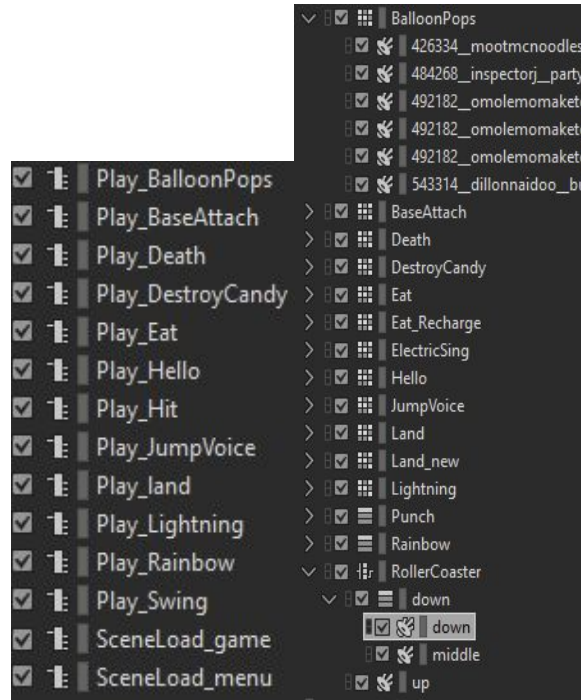 Play_BalloonPops
Play_BaseAttach
Play_Death
Play_DestroyCandy
Play_Eat
Play_Hello
Play_Hit
Play_JumpVoice
Play_land
Play_Lightning
Play_Rainbow
Play_Swing
SceneLoad_game
SceneLoad_menu
BalloonPops
426334__mootmcnoodles
484268__inspectorj__party
492182__omolemomaket
492182__omolemomaket
492182__omolemomaket
543314__dillonnaidoo__bu
BaseAttach
Death
DestroyCandy
Eat
Eat_Recharge
ElectricSing
Hello
JumpVoice
Land
Land_new
Lightning
Punch
Rainbow
RollerCoaster
down
down
middle
up